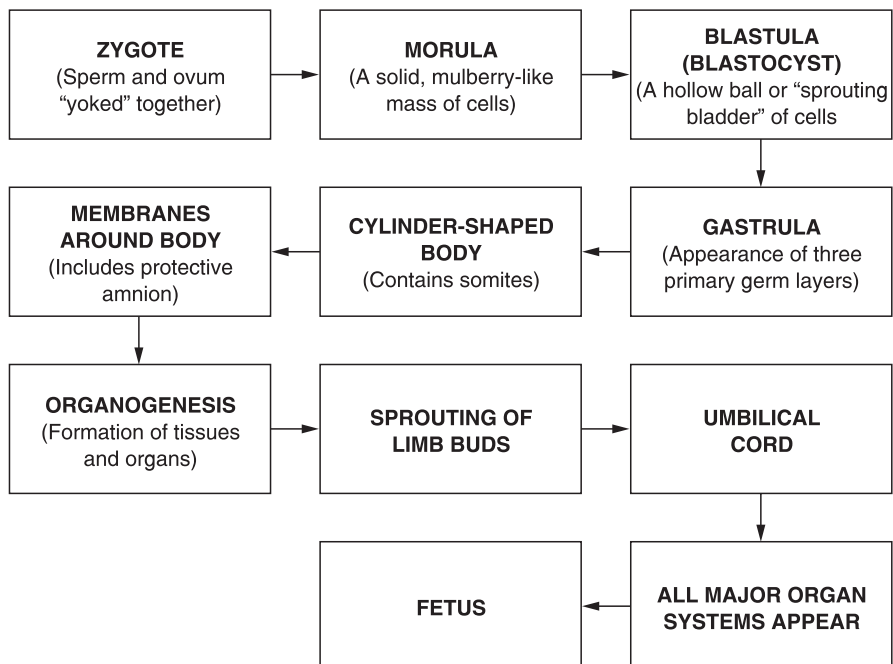 ZYGOTE
(Sperm and ovum
“yoked” together)
MORULA
(A solid, mulberry-like
mass of cells)
BLASTULA
(BLASTOCYST)
(A hollow ball or “sprouting
bladder” of cells
GASTRULA
(Appearance of three
primary germ layers)
CYLINDER-SHAPED
BODY
(Contains somites)
MEMBRANES
AROUND BODY
(Includes protective
amnion)
ORGANOGENESIS
(Formation of tissues
and organs)
SPROUTING OF
LIMB BUDS
UMBILICAL
CORD
ALL MAJOR ORGAN
SYSTEMS APPEAR
FETUS